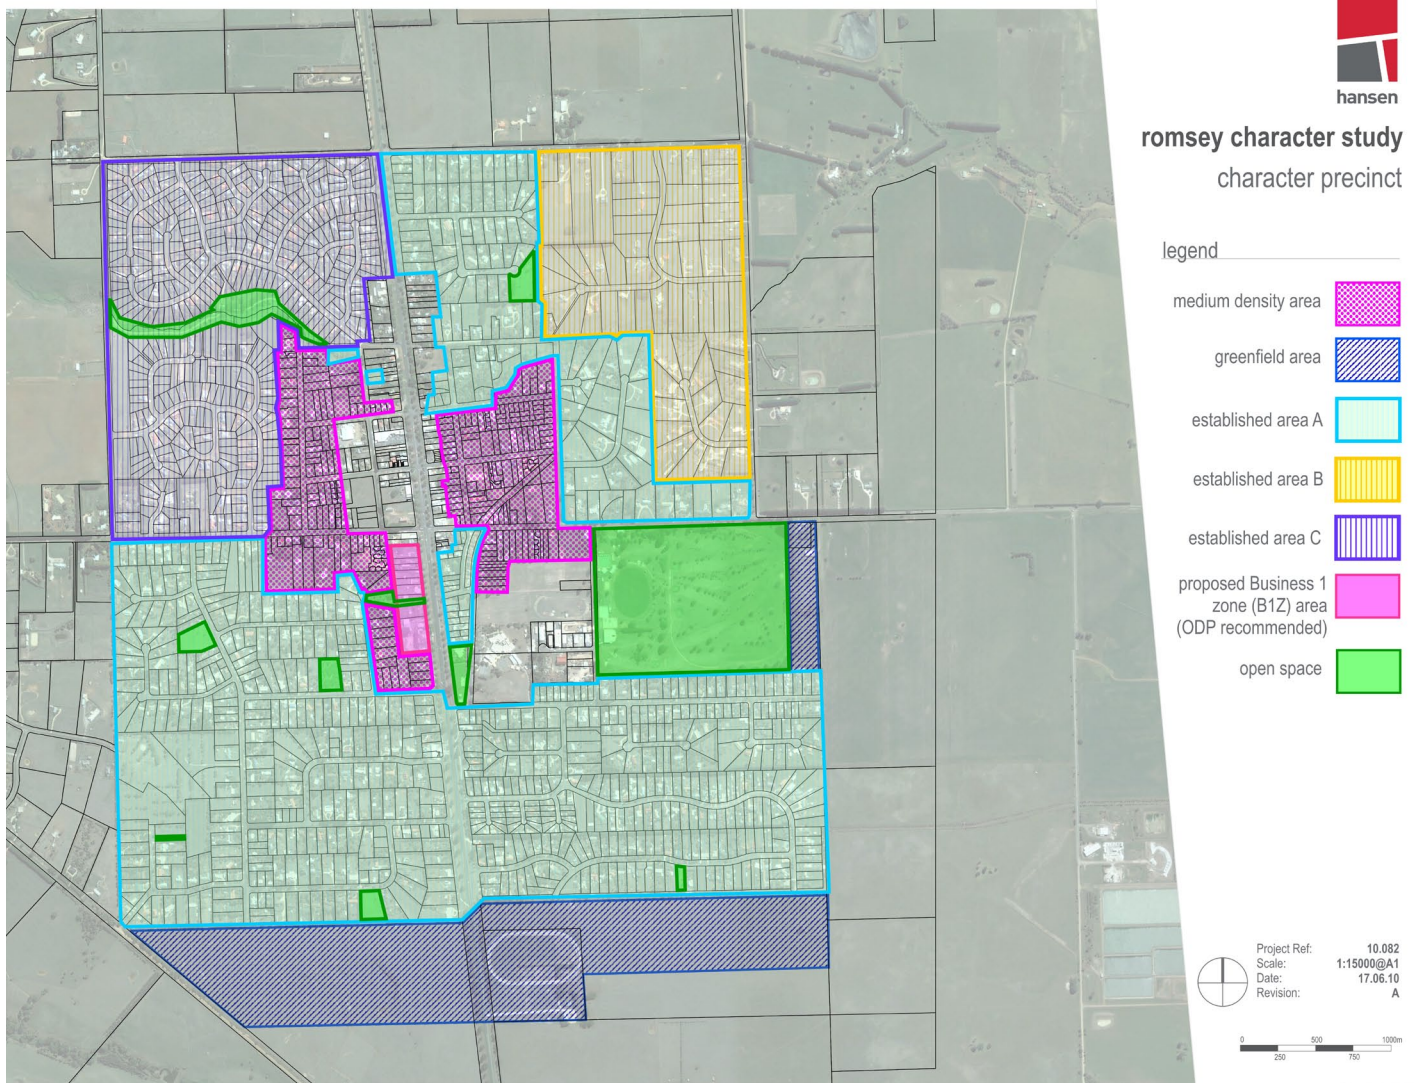 hansen
romsey character study
character precinct
legend
medium density area
greenfield area
established area A
established area B
established area C
proposed Business 1
zone (B1Z) area
(ODP recommended)
open space
Project Ref: 10.082
Scale: 1:15000@A1
Date: 17.06.10
Revision: A
0 500 1000m
250 750